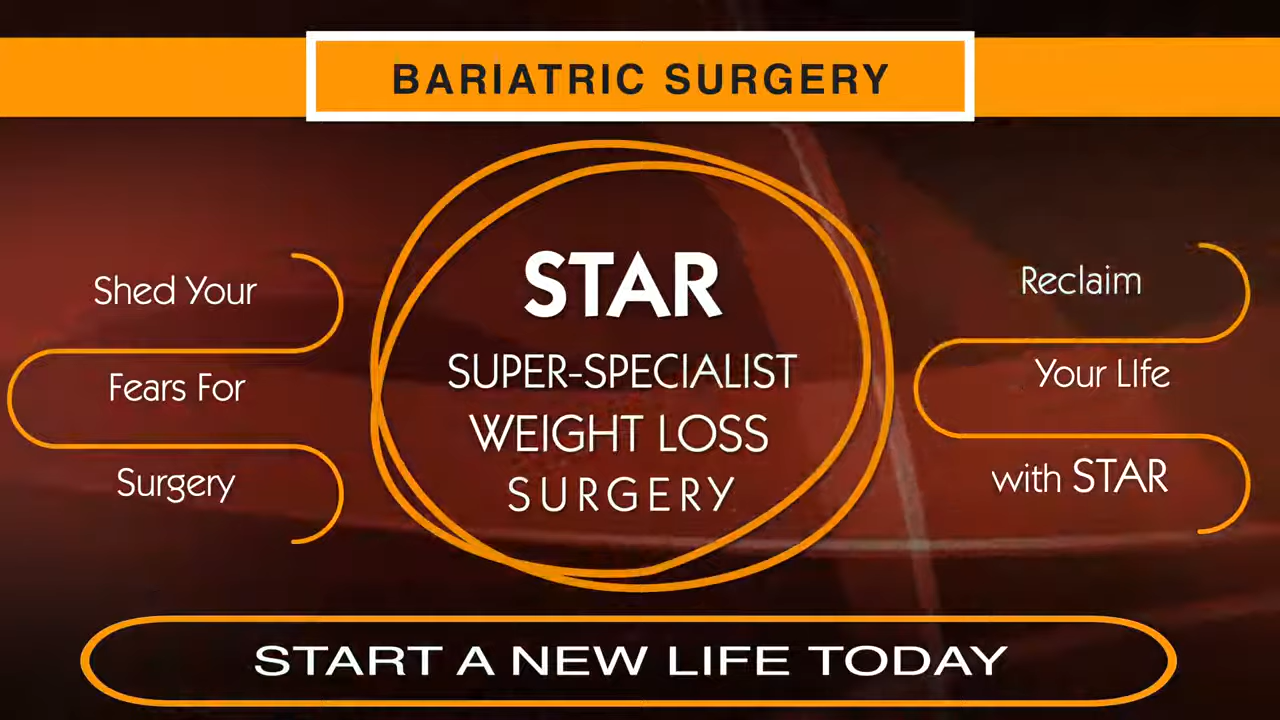 BARIATRIC SURGERY
Shed Your
Fears For
Surgery
STAR
SUPER-SPECIALIST
WEIGHT LOSS
SURGERY
Reclaim
Your LIfe
with STAR
START A NEW LIFE TODAY